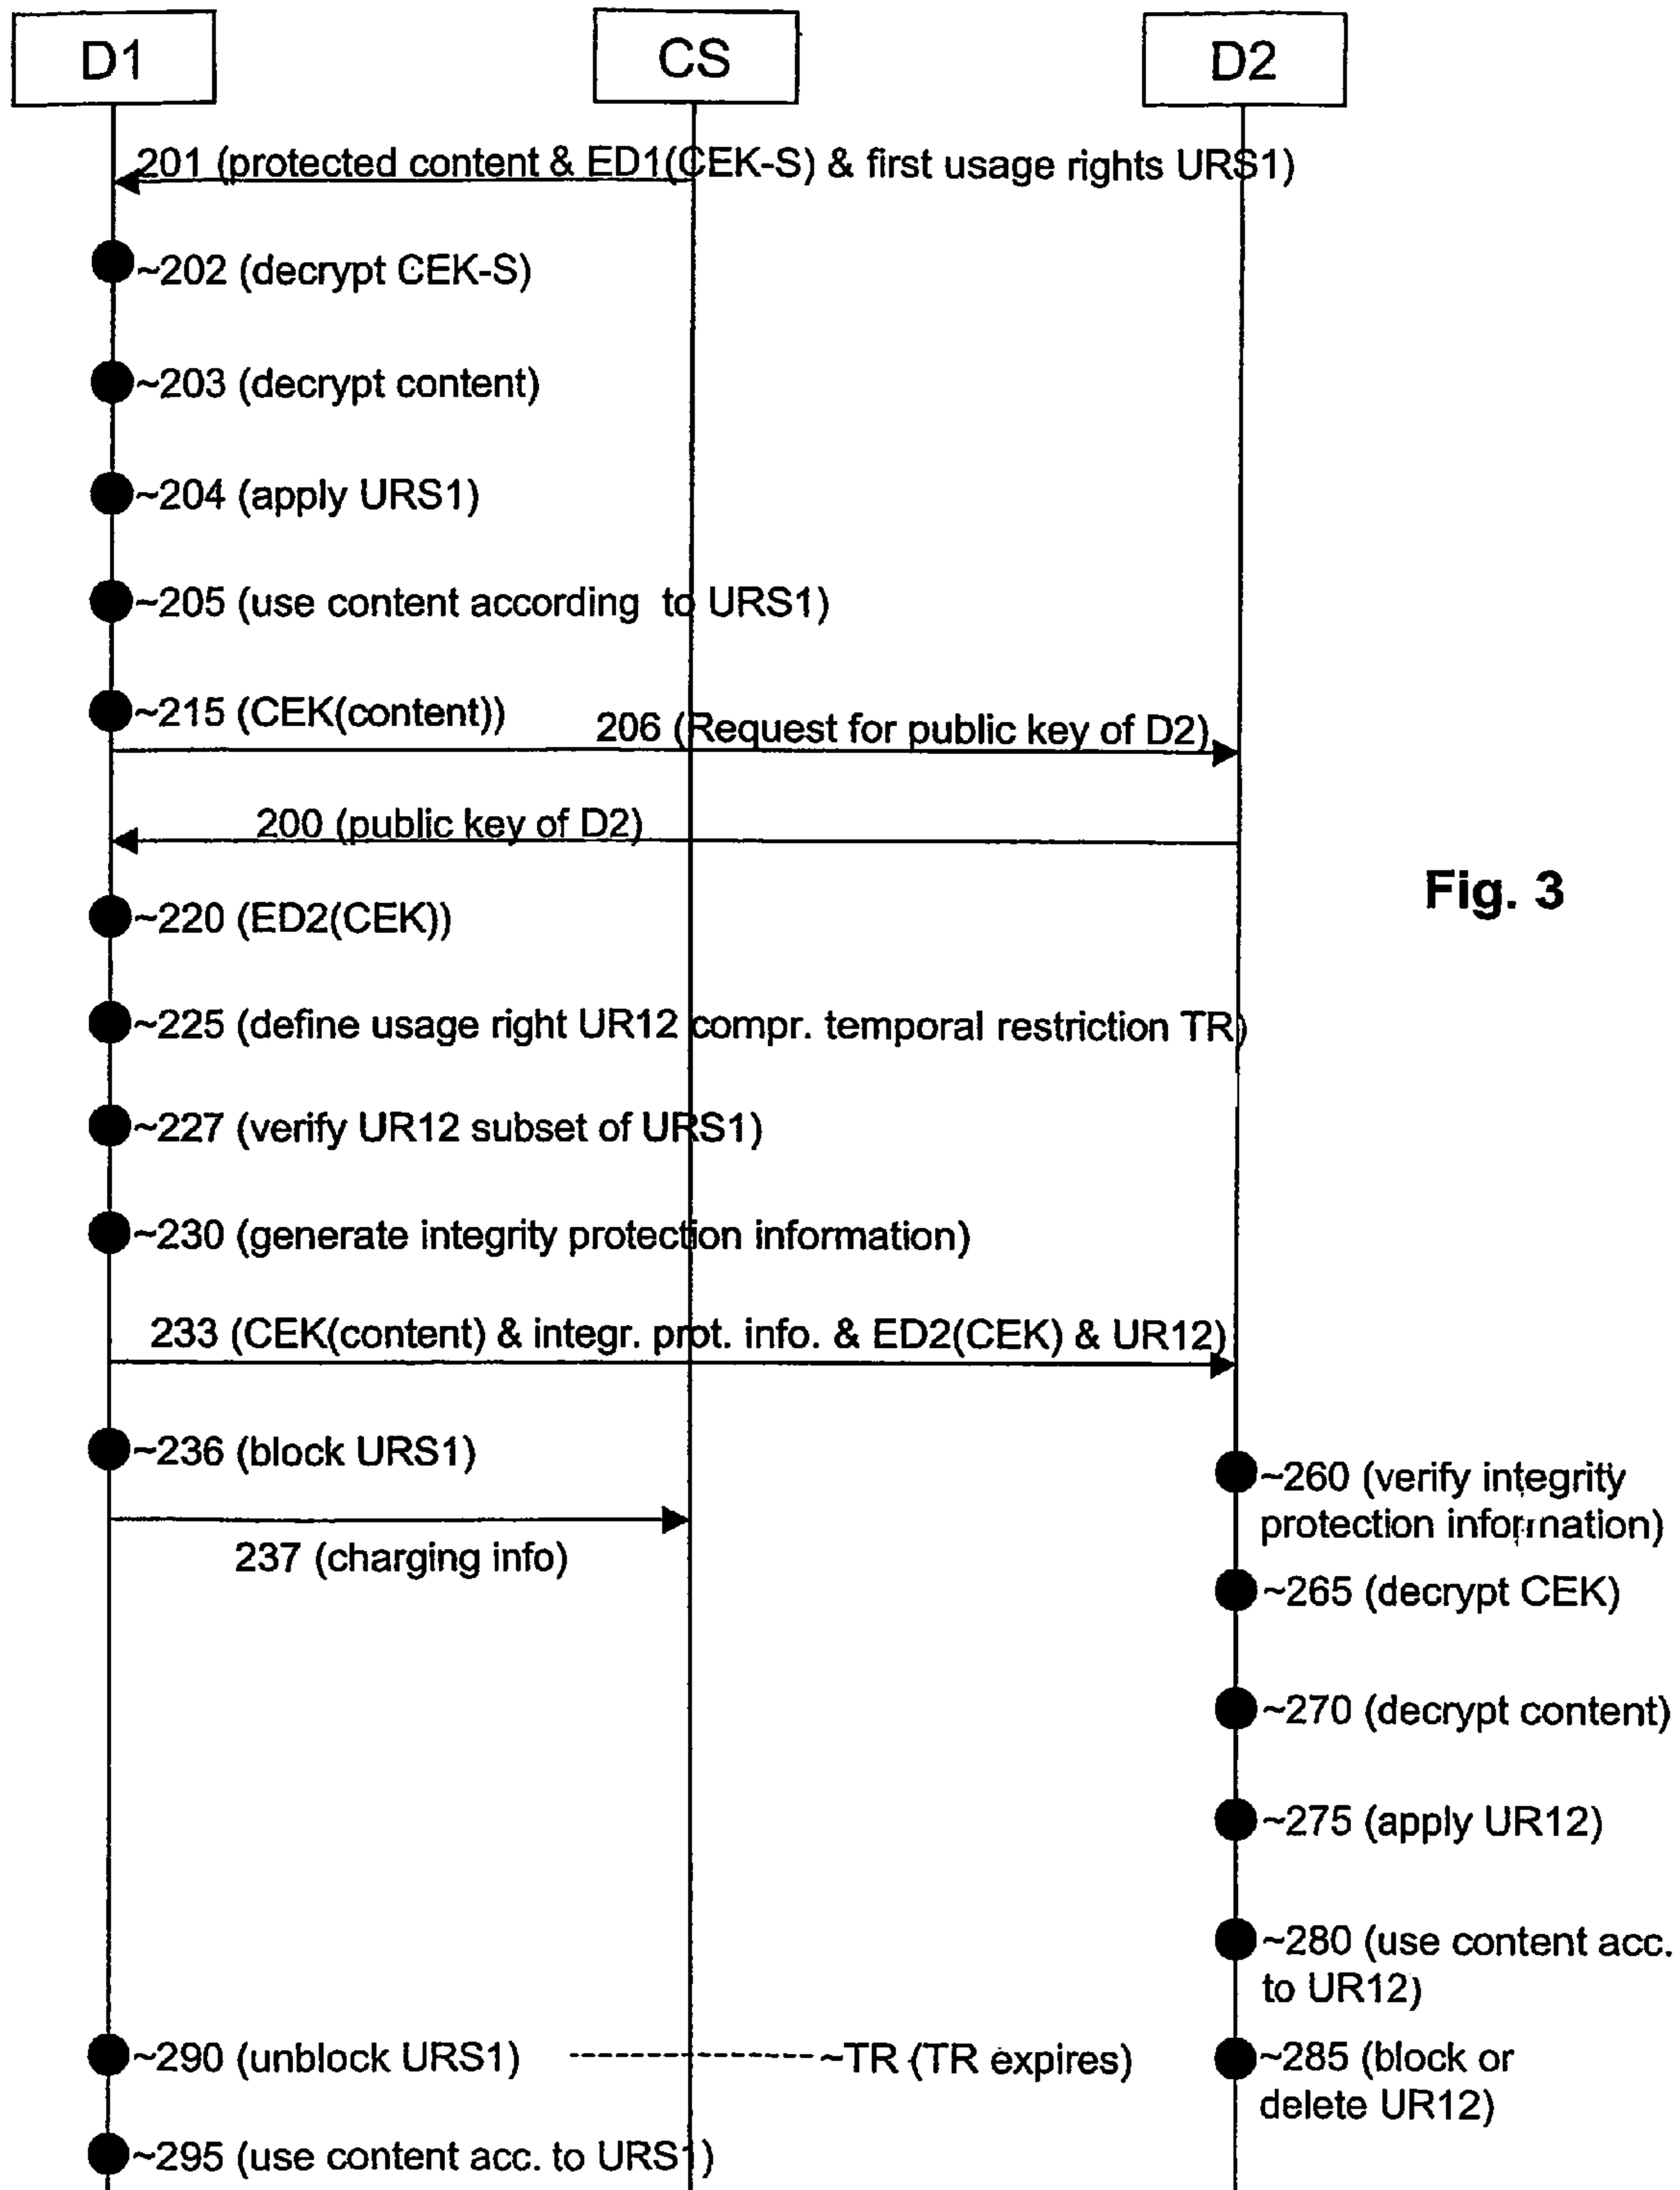 D1
CS
D2
201 (protected content & ED1(CEK-S) & first usage rights URS1)
~202 (decrypt CEK-S)
~203 (decrypt content)
~204 (apply URS1)
~205 (use content according to URS1)
~215 (CEK(content))
206 (Request for public key of D2)
200 (public key of D2)
Fig. 3
~220 (ED2(CEK))
~225 (define usage right UR12 compr. temporal restriction TR)
~227 (verify UR12 subset of URS1)
~230 (generate integrity protection information)
233 (CEK(content) & integr. prot. info. & ED2(CEK) & UR12)
~236 (block URS1)
~260 (verify integrity
protection information)
237 (charging info)
~265 (decrypt CEK)
~270 (decrypt content)
~275 (apply UR12)
~280 (use content acc.
to UR12)
~290 (unblock URS1)
~TR (TR expires)
~285 (block or
delete UR12)
~295 (use content acc. to URS1)